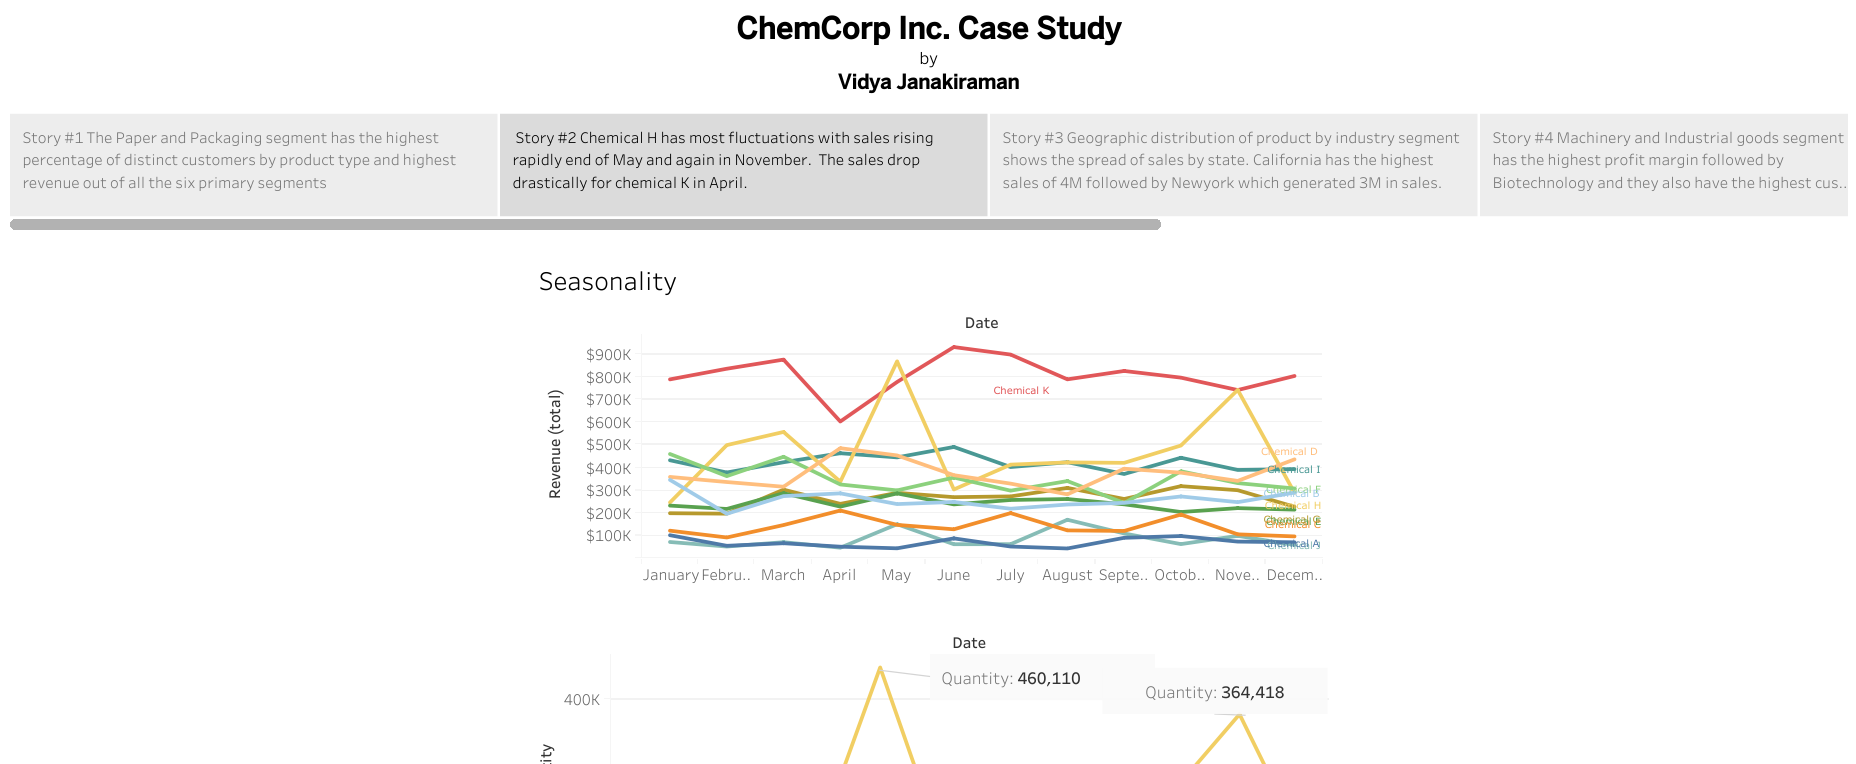 ChemCorp Inc. Case Study
by
Vidya Janakiraman
Story #1 The Paper and Packaging segment has the highest
percentage of distinct customers by product type and highest
revenue out of all the six primary segments
Story #2 Chemical H has most fluctuations with sales rising
rapidly end of May and again in November. The sales drop
drastically for chemical K in April.
Story #3 Geographic distribution of product by industry segment
shows the spread of sales by state. California has the highest
sales of 4M followed by Newyork which generated 3M in sales.
Story #4 Machinery and Industrial goods segment
has the highest profit margin followed by
Biotechnology and they also have the highest cus..
Seasonality
Date
Revenue (total)
$900K
$800K
$700K
$600K
$500K
$400K
$300K
$200K
$100K
Chemical K
Chemical D
Chemical I
Chemical F
Chemical B
Chemical H
Chemical A
January Febru.. March April May June July August Septe.. Octob.. Nove.. Decem..
Date
Quantity: 460,110
Quantity: 364,418
400K